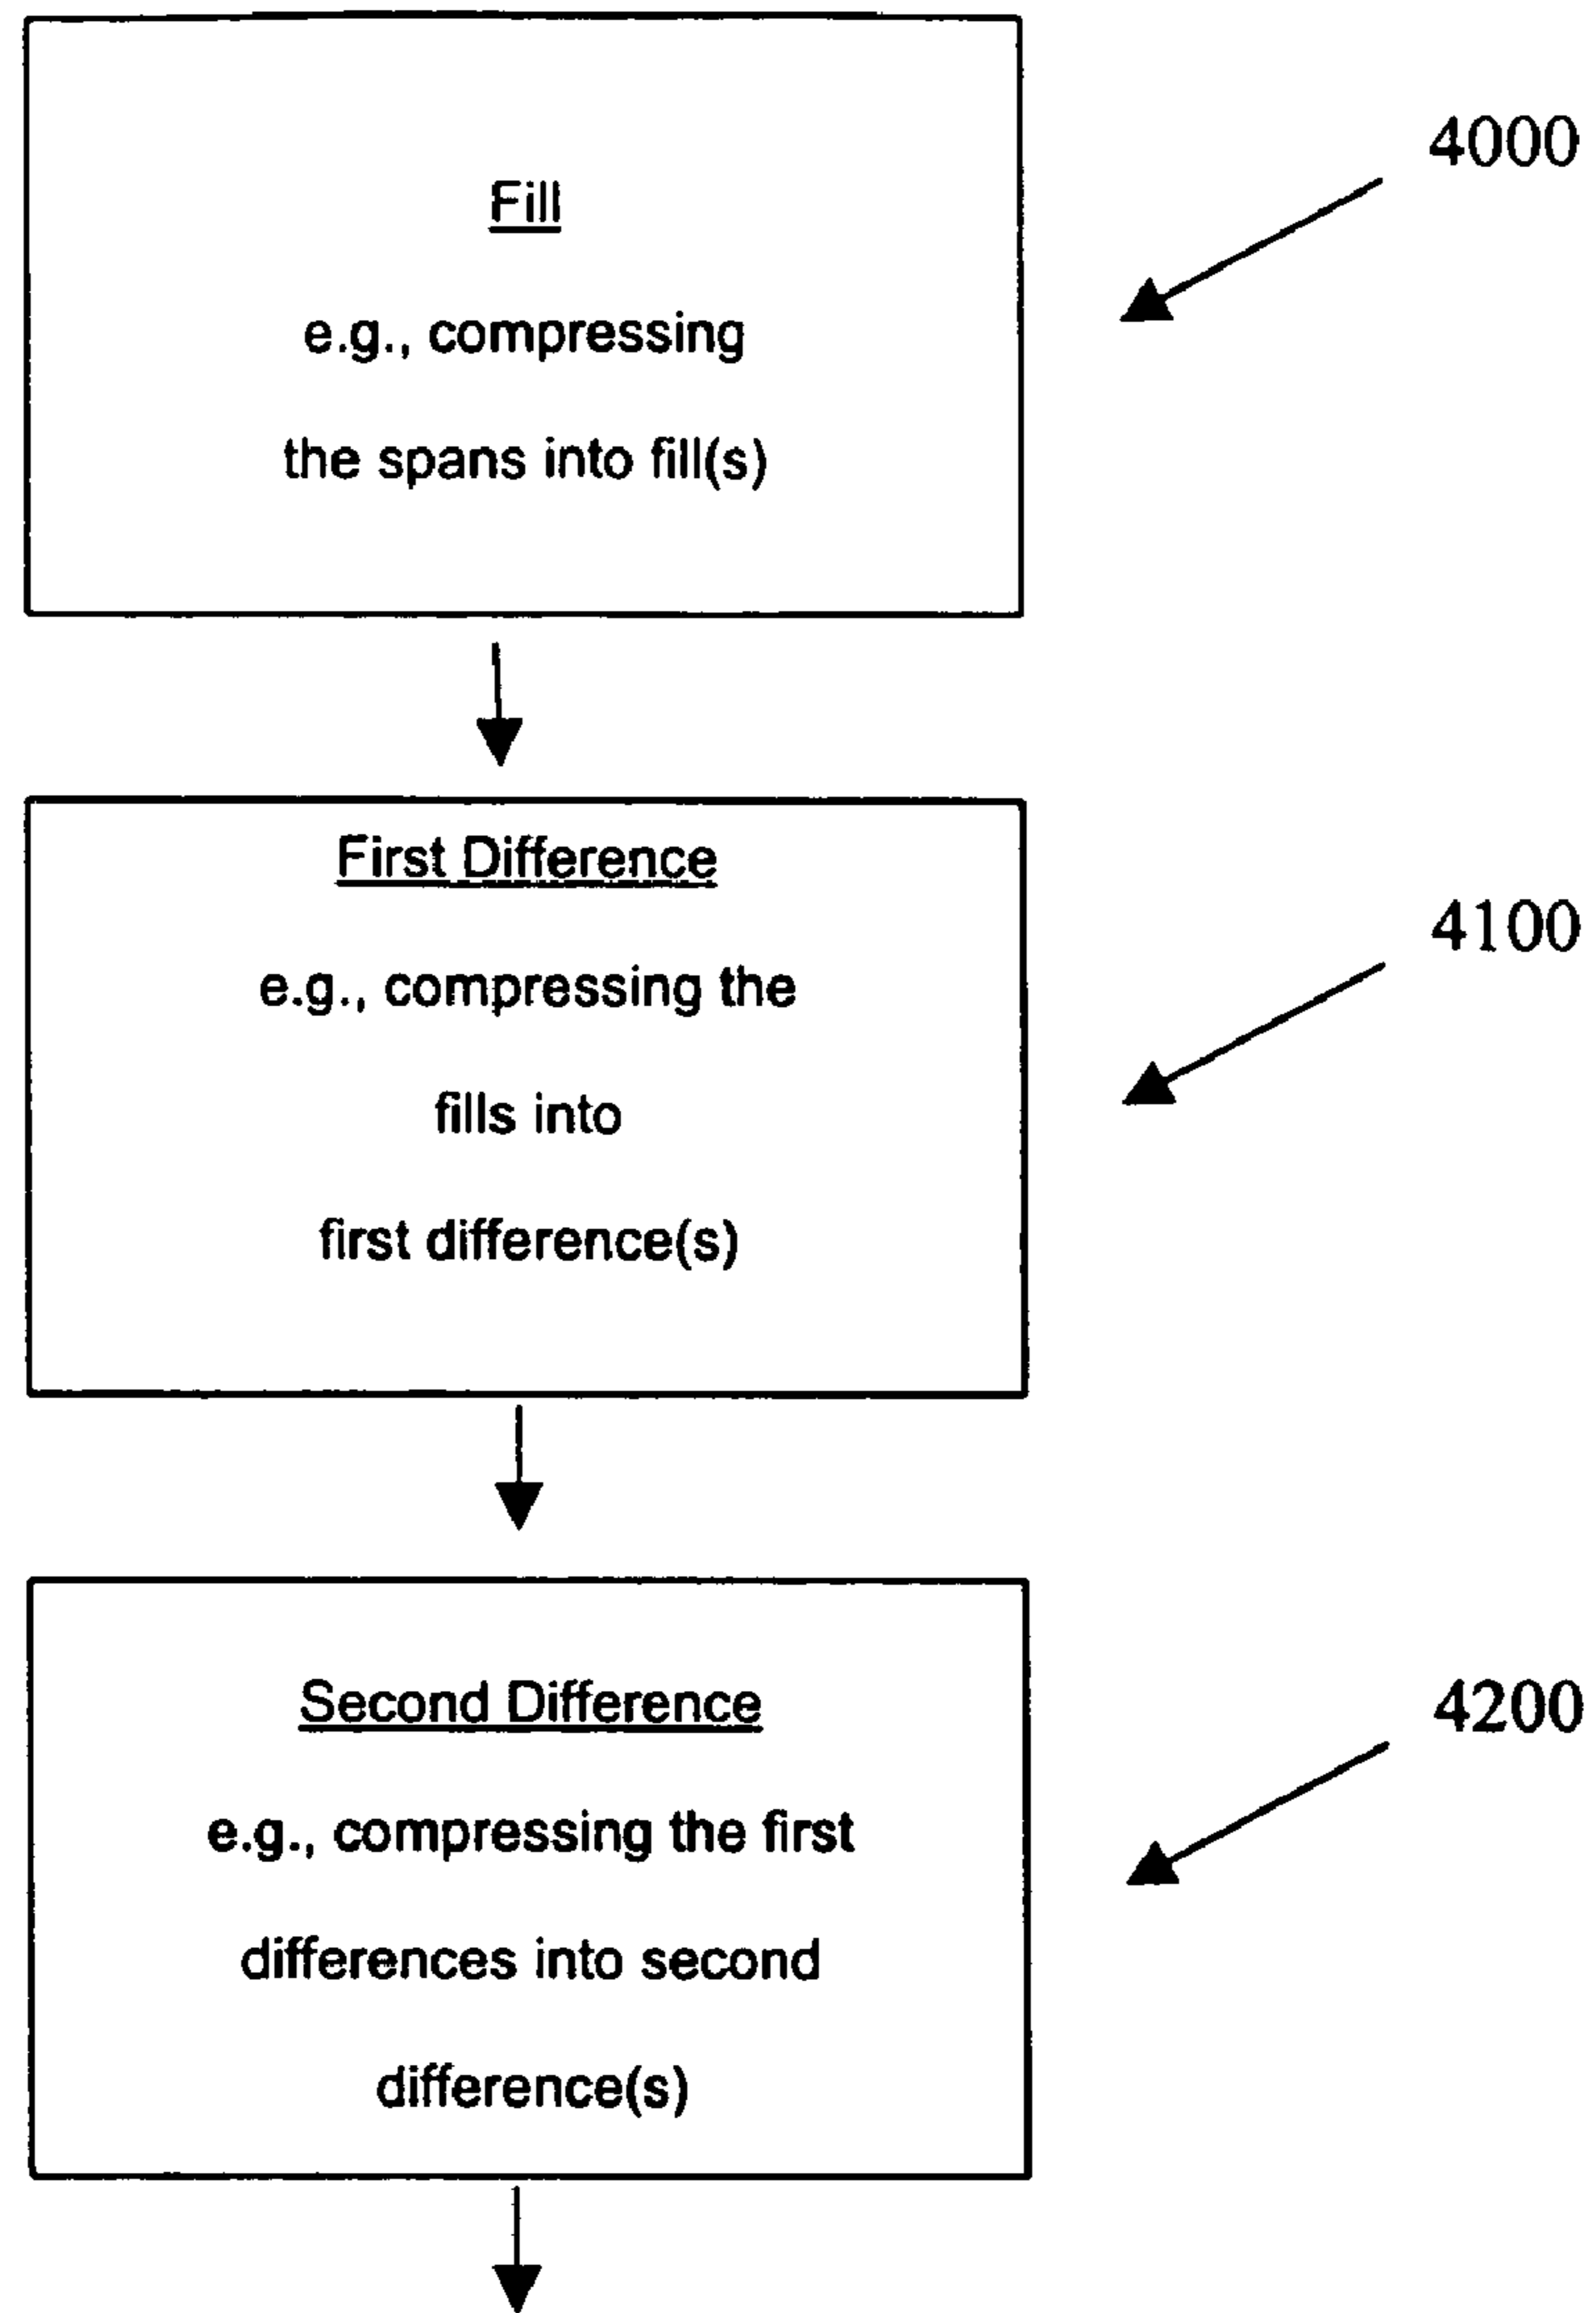 Fill
e.g., compressing
the spans into fill(s)
4000
First Difference
e.g., compressing the
fills into
first difference(s)
4100
Second Difference
e.g., compressing the first
differences into second
difference(s)
4200